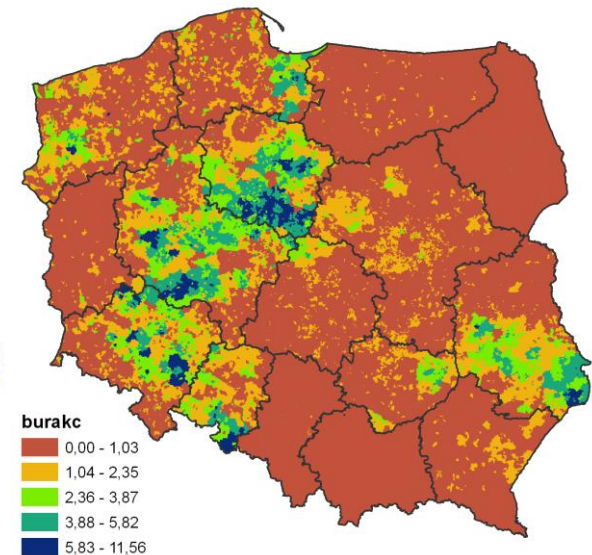 burakc
0,00 - 1,03
1,04 - 2,35
2,36 - 3,87
3,88 - 5,82
5,83 - 11,56